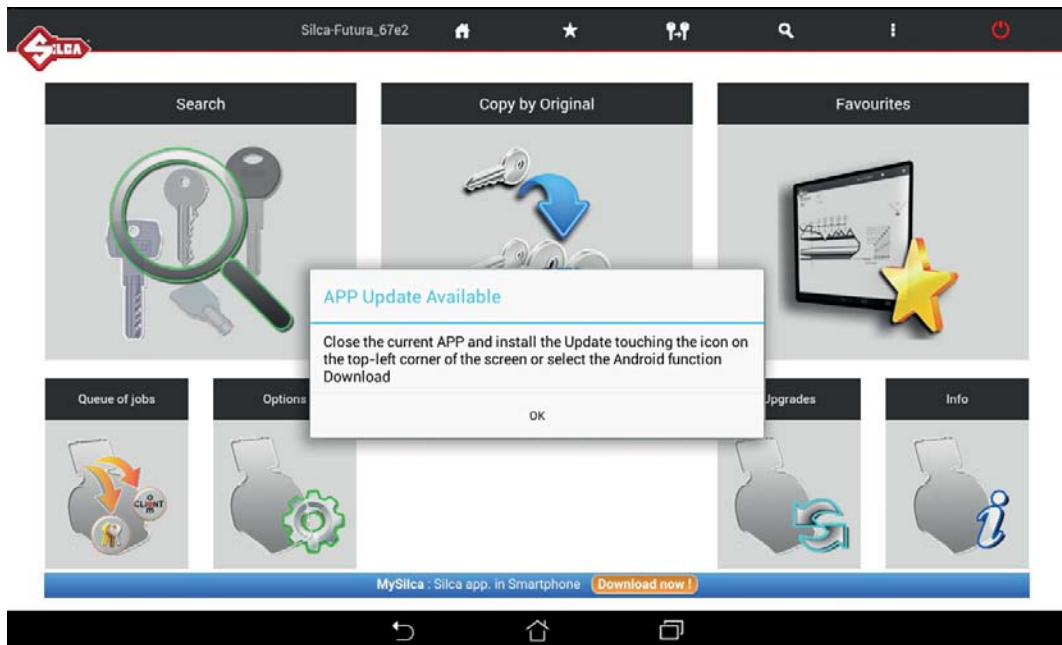 SILCA
Silca-Futura_67e2
Search
Copy by Original
Favourites
APP Update Available
Close the current APP and install the Update touching the icon on
the top-left corner of the screen or select the Android function
Download
OK
Queue of jobs
Options
Upgrades
Info
CLIENT
MySilca : Silca app. in Smartphone Download now !